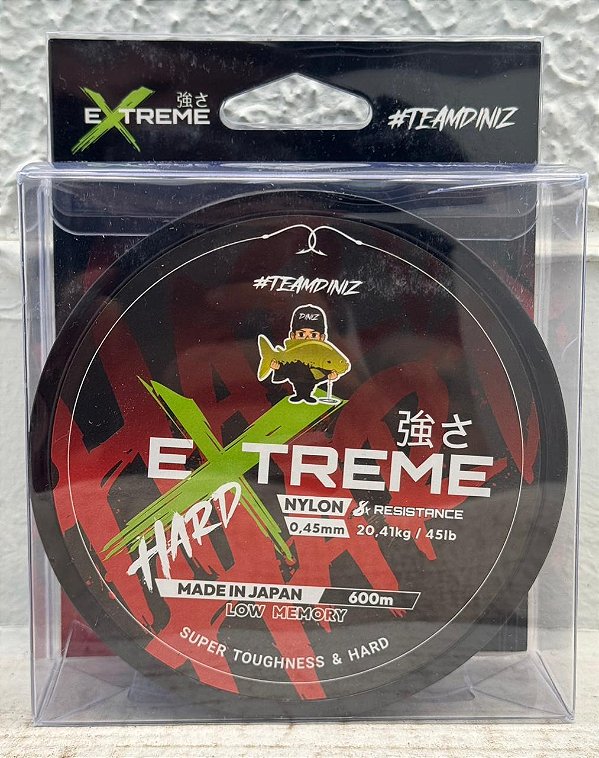 強さ
EXTREME
#TEAMDINIZ
#TEAMDINIZ
DINIZ
強さ
EXTREME
HARD
NYLON
RESISTANCE
0,45mm 20,41kg / 45lb
MADE IN JAPAN 600m
LOW MEMORY
SUPER TOUGHNESS & HARD